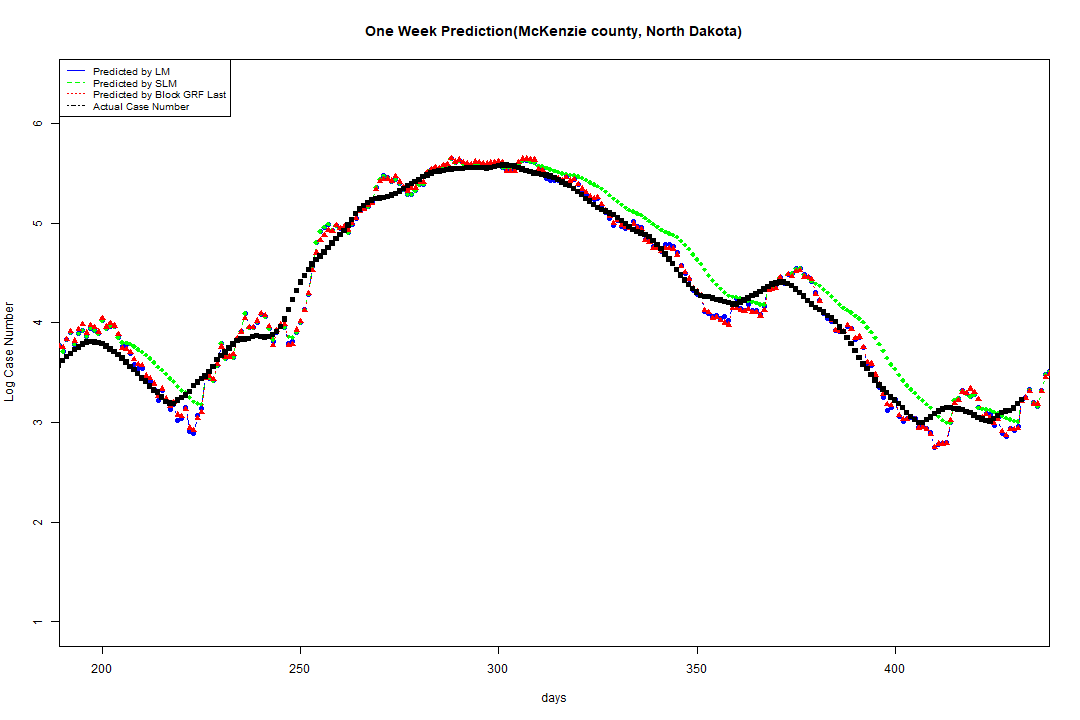 One Week Prediction(McKenzie county, North Dakota)
Predicted by LM
Predicted by SLM
Predicted by Block GRF Last
Actual Case Number
6
5
4
3
2
1
Log Case Number
200 250 300 350 400
days